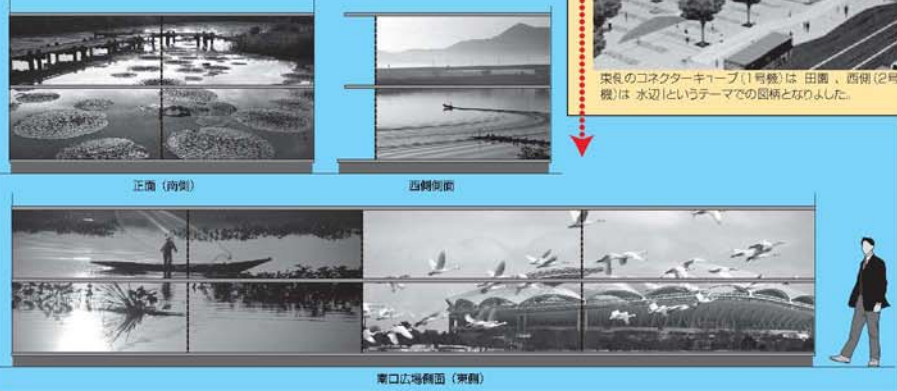 東側のコネクターキューブ(1号機)は「田園」、西側(2号
機)は「水辺」というテーマでの図柄となりました。
正面(南側)
西側側面
南口広場側面(東側)